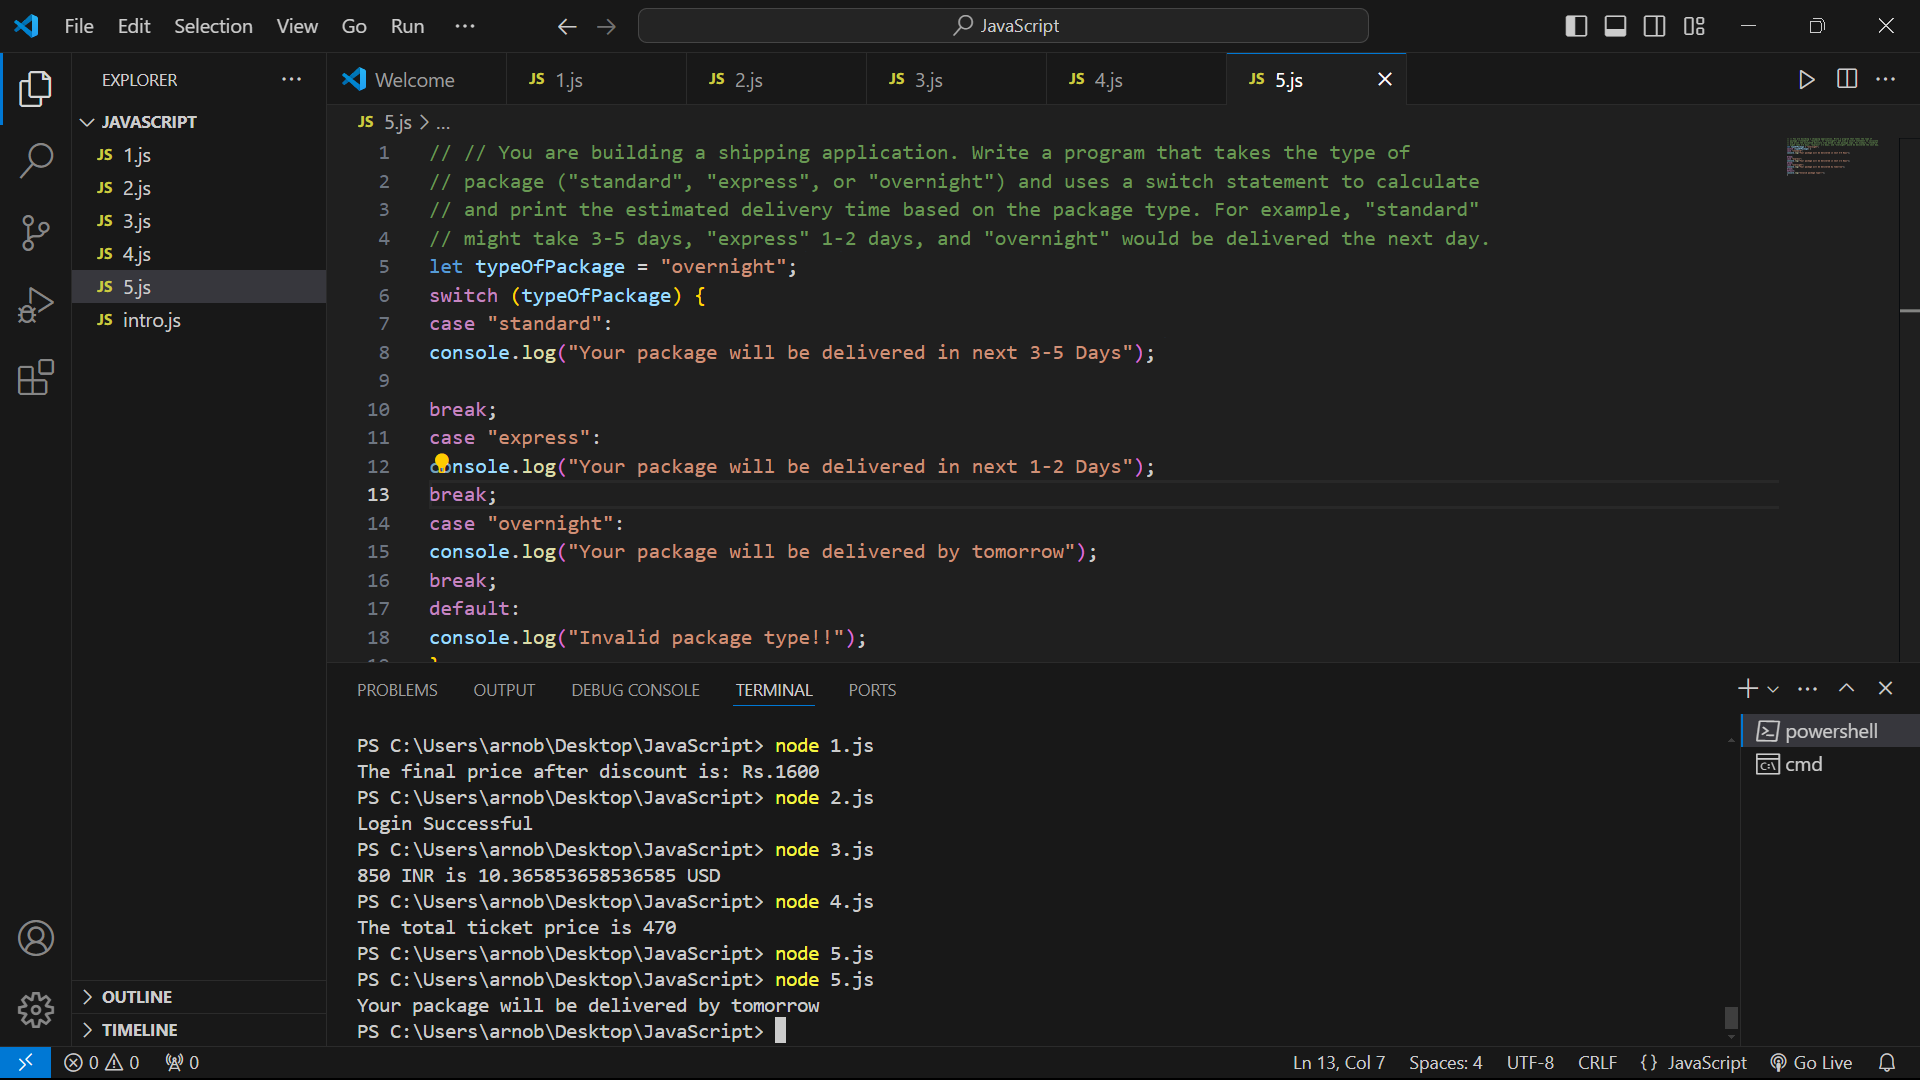 File Edit Selection View Go Run ··· JavaScript
EXPLORER ···
JAVASCRIPT
JS 1.js
JS 2.js
JS 3.js
JS 4.js
JS 5.js
JS intro.js
OUTLINE
TIMELINE
Welcome JS 1.js JS 2.js JS 3.js JS 4.js JS 5.js
JS 5.js > ...
1 // // You are building a shipping application. Write a program that takes the type of
2 // package ("standard", "express", or "overnight") and uses a switch statement to calculate
3 // and print the estimated delivery time based on the package type. For example, "standard"
4 // might take 3-5 days, "express" 1-2 days, and "overnight" would be delivered the next day.
5 let typeOfPackage = "overnight";
6 switch (typeOfPackage) {
7 case "standard":
8 console.log("Your package will be delivered in next 3-5 Days");
9
10 break;
11 case "express":
12 console.log("Your package will be delivered in next 1-2 Days");
13 break;
14 case "overnight":
15 console.log("Your package will be delivered by tomorrow");
16 break;
17 default:
18 console.log("Invalid package type!!");
PROBLEMS OUTPUT DEBUG CONSOLE TERMINAL PORTS
PS C:\Users\arnob\Desktop\JavaScript> node 1.js
The final price after discount is: Rs.1600
PS C:\Users\arnob\Desktop\JavaScript> node 2.js
Login Successful
PS C:\Users\arnob\Desktop\JavaScript> node 3.js
850 INR is 10.365853658536585 USD
PS C:\Users\arnob\Desktop\JavaScript> node 4.js
The total ticket price is 470
PS C:\Users\arnob\Desktop\JavaScript> node 5.js
PS C:\Users\arnob\Desktop\JavaScript> node 5.js
Your package will be delivered by tomorrow
PS C:\Users\arnob\Desktop\JavaScript>
powershell
cmd
0 0 0 Ln 13, Col 7 Spaces: 4 UTF-8 CRLF {} JavaScript Go Live